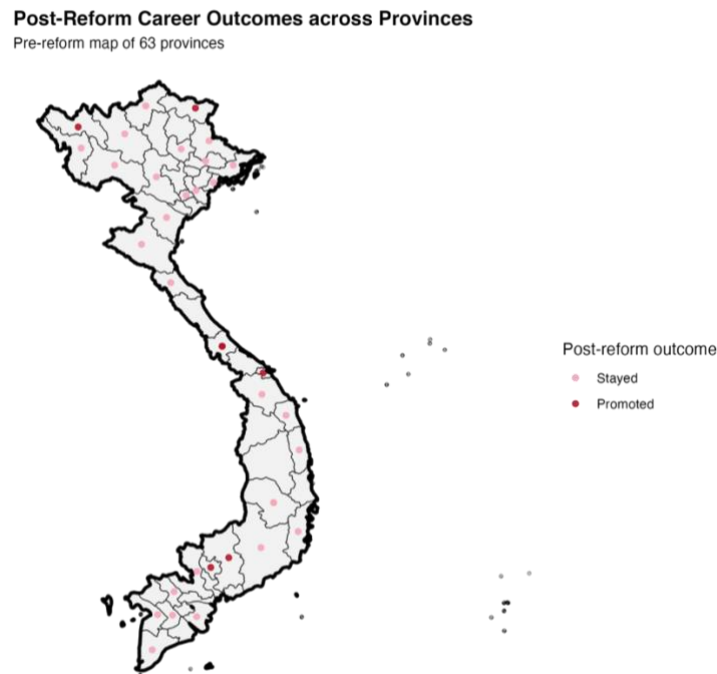 Post-Reform Career Outcomes across Provinces
Pre-reform map of 63 provinces
Post-reform outcome
Stayed
Promoted